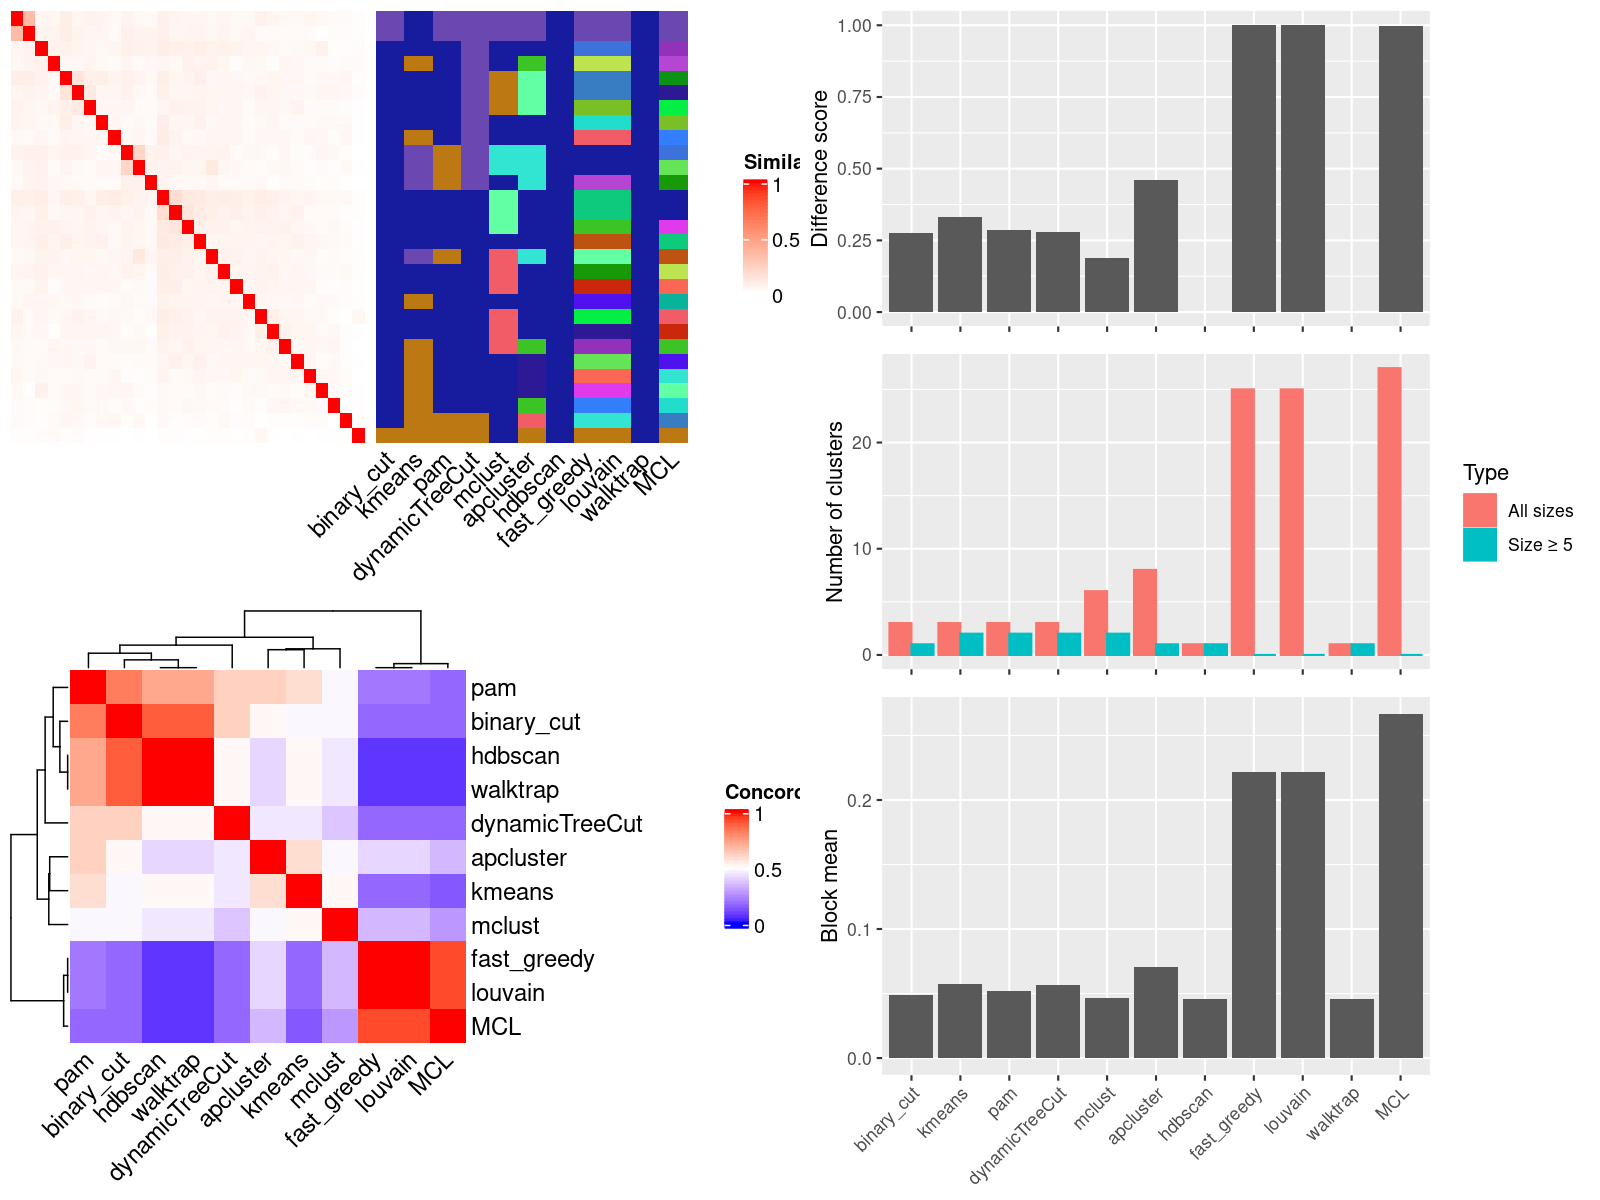 binary_cut
kmeans
pam
dynamicTreeCut
mclust
apcluster
hdbscan
fast_greedy
louvain
walktrap
MCL
Simila
1
0.5
0
pam
binary_cut
hdbscan
walktrap
dynamicTreeCut
apcluster
kmeans
mclust
fast_greedy
louvain
MCL
pam
binary_cut
hdbscan
walktrap
dynamicTreeCut
apcluster
kmeans
mclust
fast_greedy
louvain
MCL
Concord
1
0.5
0
Difference score
1.00
0.75
0.50
0.25
0.00
Number of clusters
20
10
0
Type
All sizes
Size ≥ 5
Block mean
0.2
0.1
0.0
binary_cut
kmeans
pam
dynamicTreeCut
mclust
apcluster
hdbscan
fast_greedy
louvain
walktrap
MCL